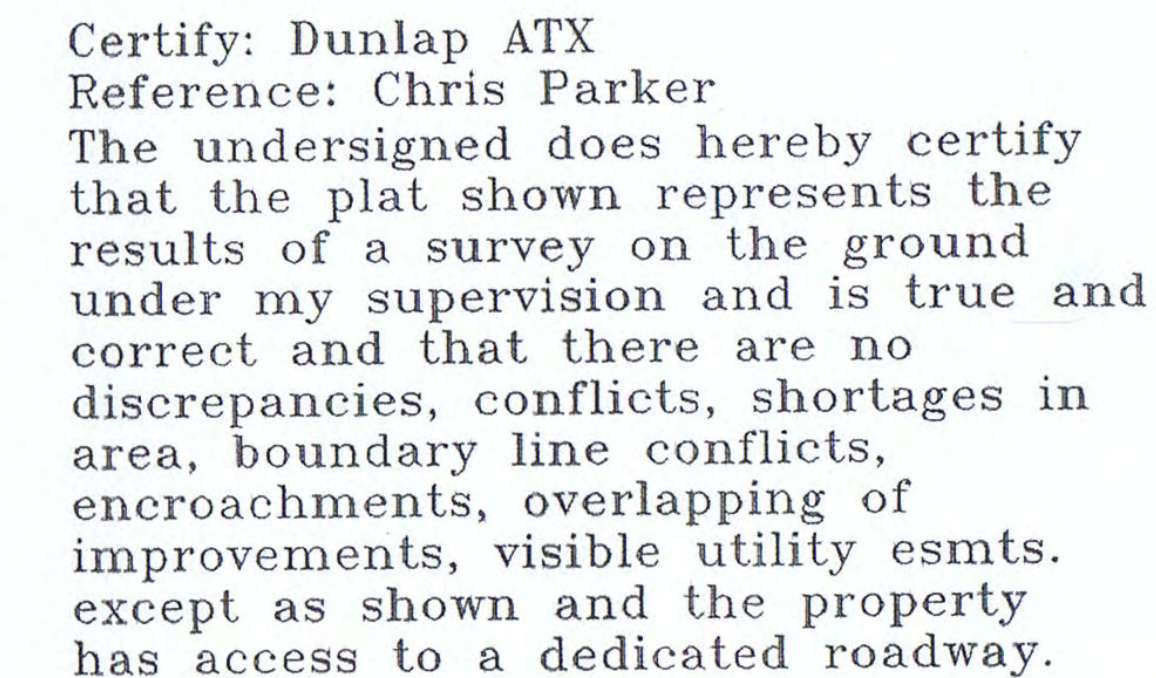 Certify: Dunlap ATX
Reference: Chris Parker
The undersigned does hereby certify
that the plat shown represents the
results of a survey on the ground
under my supervision and is true and
correct and that there are no
discrepancies, conflicts, shortages in
area, boundary line conflicts,
encroachments, overlapping of
improvements, visible utility esmts.
except as shown and the property
has access to a dedicated roadway.